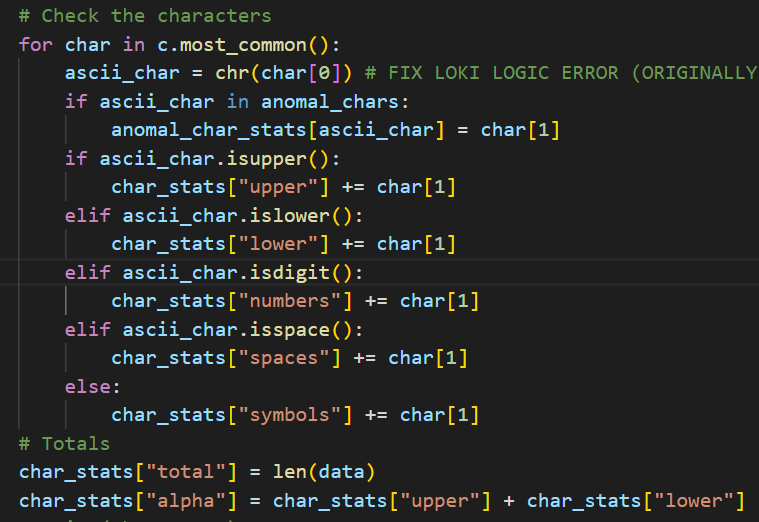 # Check the characters
for char in c.most_common():
    ascii_char = chr(char[0]) # FIX LOKI LOGIC ERROR (ORIGINALLY
    if ascii_char in anomal_chars:
        anomal_char_stats[ascii_char] = char[1]
    if ascii_char.isupper():
        char_stats["upper"] += char[1]
    elif ascii_char.islower():
        char_stats["lower"] += char[1]
    elif ascii_char.isdigit():
        char_stats["numbers"] += char[1]
    elif ascii_char.isspace():
        char_stats["spaces"] += char[1]
    else:
        char_stats["symbols"] += char[1]
# Totals
char_stats["total"] = len(data)
char_stats["alpha"] = char_stats["upper"] + char_stats["lower"]